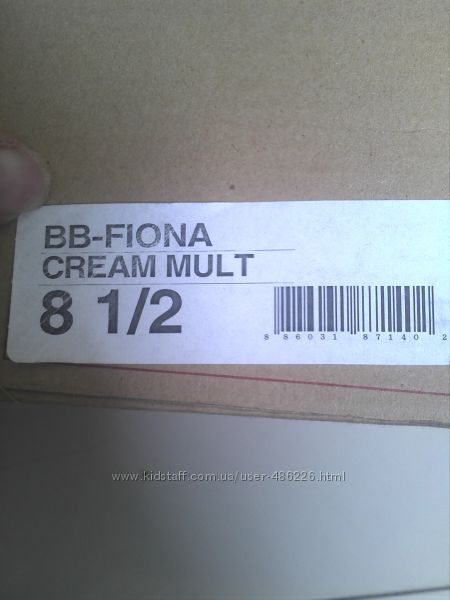 BB-FIONA
CREAM MULT
8 1/2
8 86031 87140 2
www.kidstaff.com.ua/user-486226.html